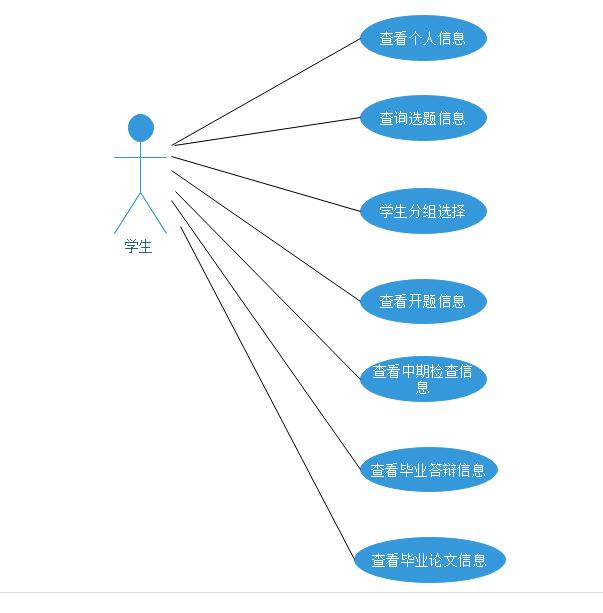 查看个人信息
查询选题信息
学生分组选择
学生
查看开题信息
查看中期检查信
息
查看毕业答辩信息
查看毕业论文信息